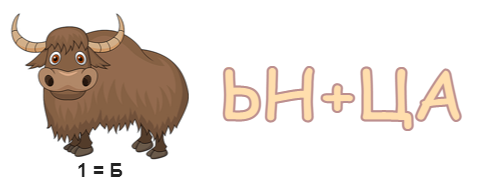 ЬН+ЦА
1 = Б